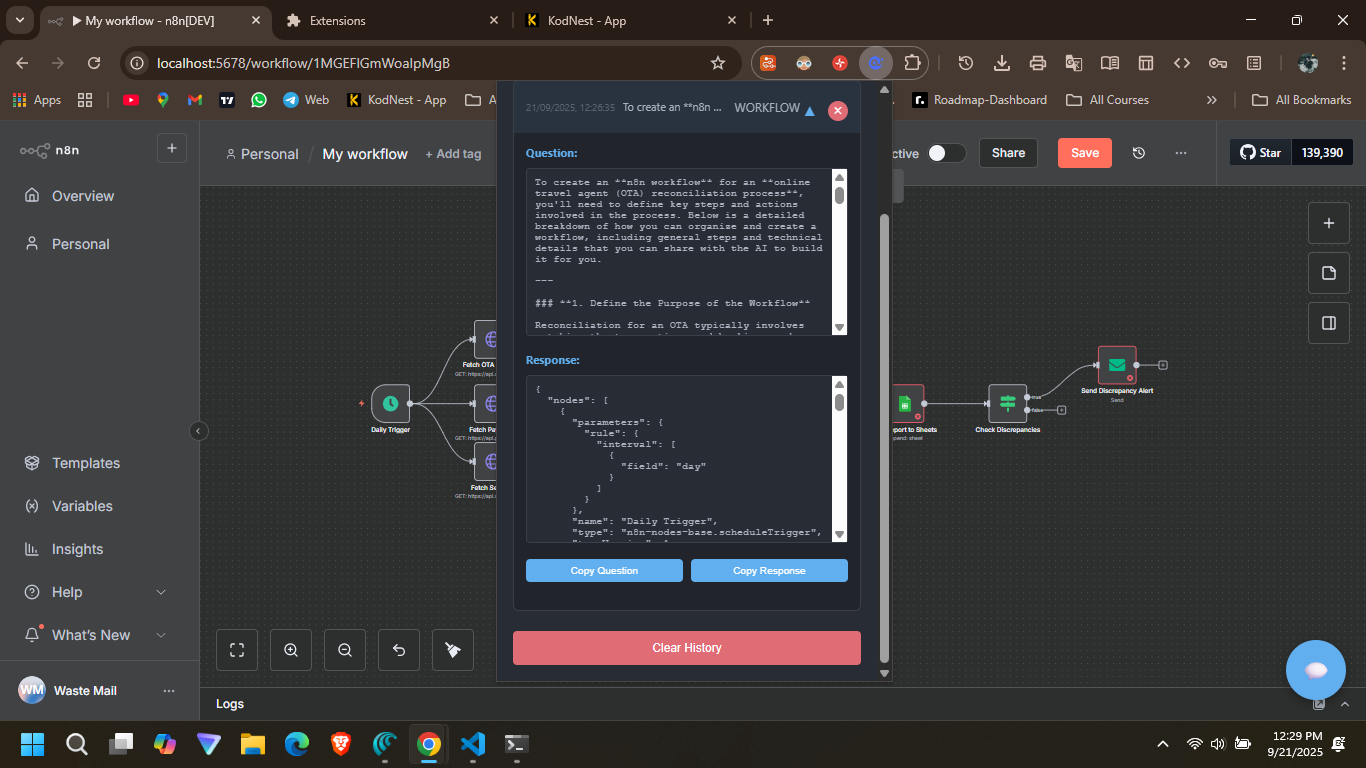 My workflow - n8n[DEV]
Extensions
KodNest - App
localhost:5678/workflow/1MGEFlGmWoalpMgB
Apps
Web
KodNest - App
Roadmap-Dashboard
All Courses
»
All Bookmarks
n8n
Personal / My workflow + Add tag
Share
Save
Star 139,390
Overview
Personal
Templates
Variables
Insights
Help
What's New
WM Waste Mail
21/09/2025, 12:26:35 To create an **n8n ... WORKFLOW
Question:
To create an **n8n workflow** for an **online
travel agent (OTA) reconciliation process**,
you'll need to define key steps and actions
involved in the process. Below is a detailed
breakdown of how you can organize and create a
workflow, including general steps and technical
details that you can share with the AI to build
it for you.
---
### **1. Define the Purpose of the Workflow**
Reconciliation for an OTA typically involves
Response:
{
"nodes": [
{
"parameters": {
"rule": {
"interval": [
{
"field": "day"
}
]
}
},
"name": "Daily Trigger",
"type": "n8n-nodes-base.scheduleTrigger",
Copy Question
Copy Response
Clear History
Daily Trigger
Fetch OTA
GET: https://api.
Fetch Pay
GET: https://api.
Fetch Se
GET: https://api.
port to Sheets
Check Discrepancies
true
false
Send Discrepancy Alert
Send
Logs
12:29 PM
9/21/2025